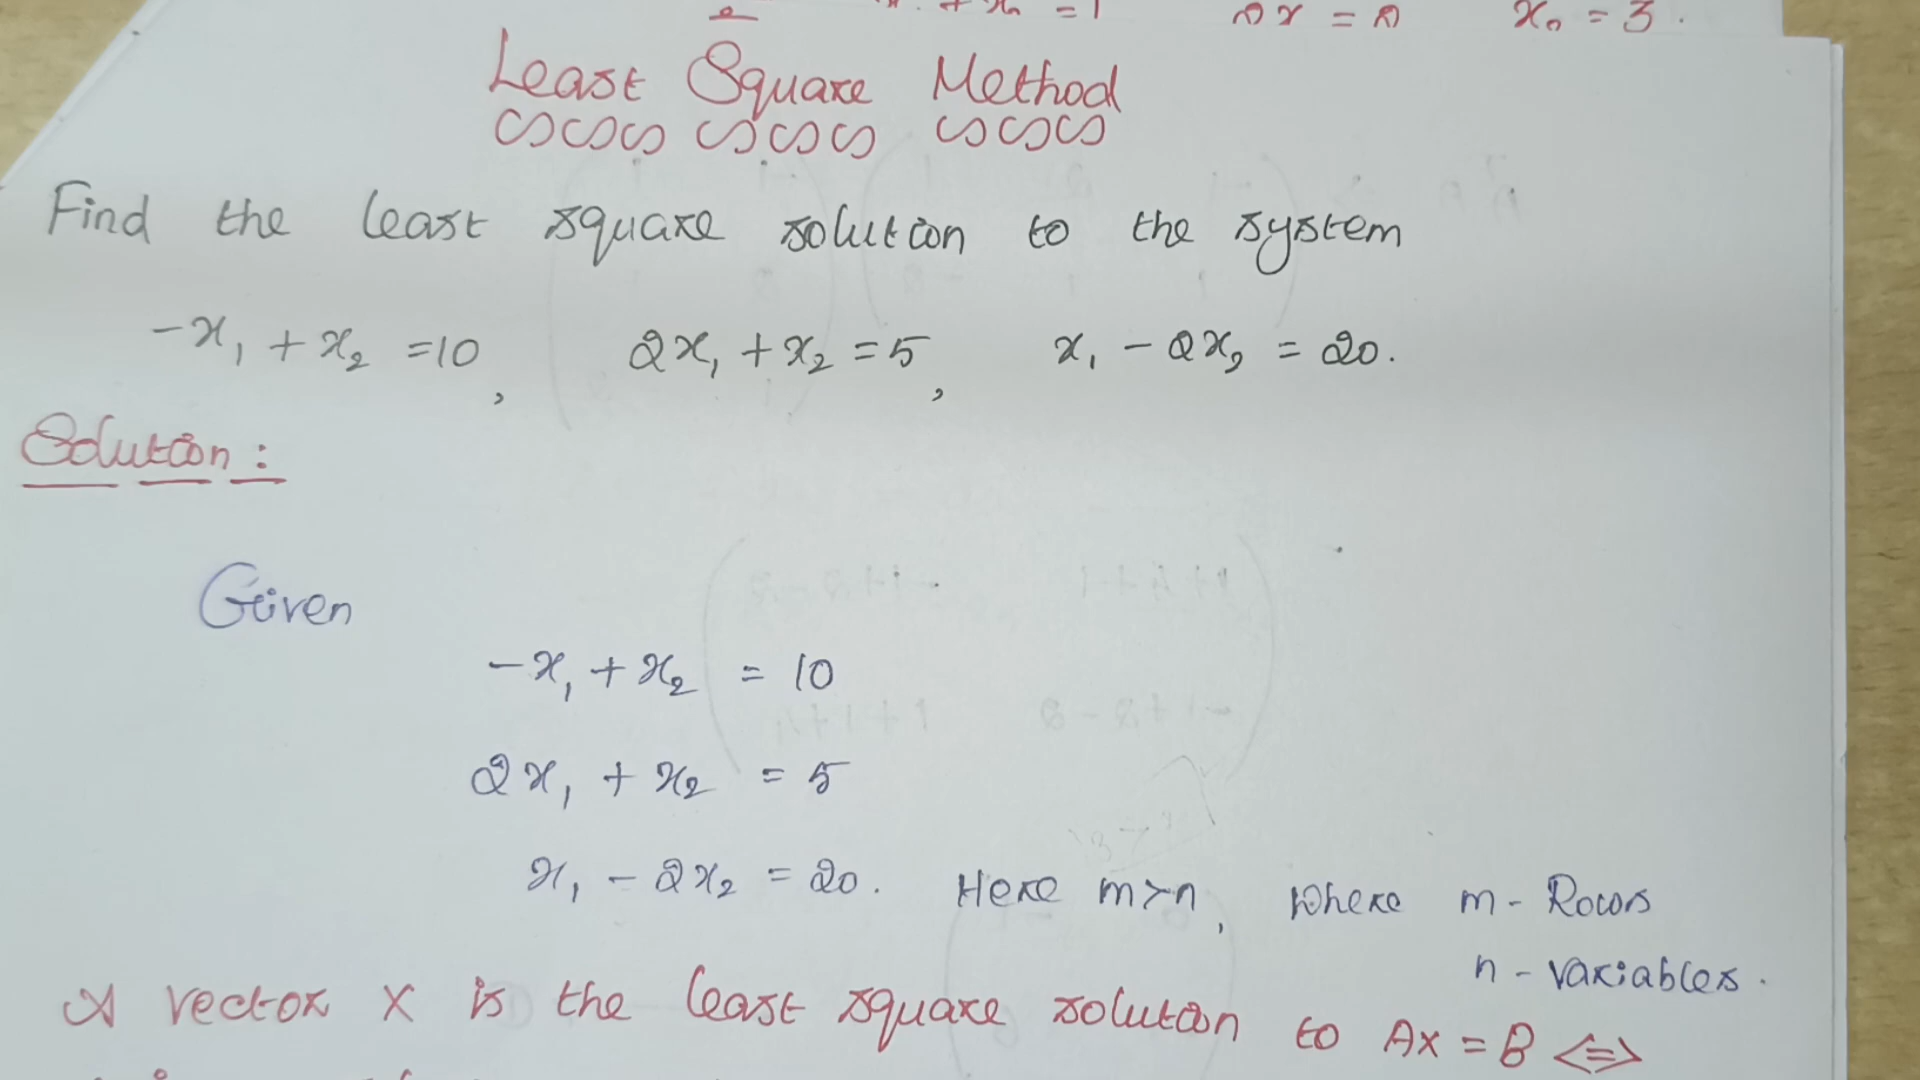 x₂ = 3.
Least Square Method
Find the least square solution to the system
-x₁ + x₂ = 10, 2x₁ + x₂ = 5, x₁ - 2x₂ = 20.
Solution:
Given
-x₁ + x₂ = 10
2x₁ + x₂ = 5
x₁ - 2x₂ = 20. Here m>n, where m - Rows
n - variables.
A vector X is the least square solution to AX = B <=>